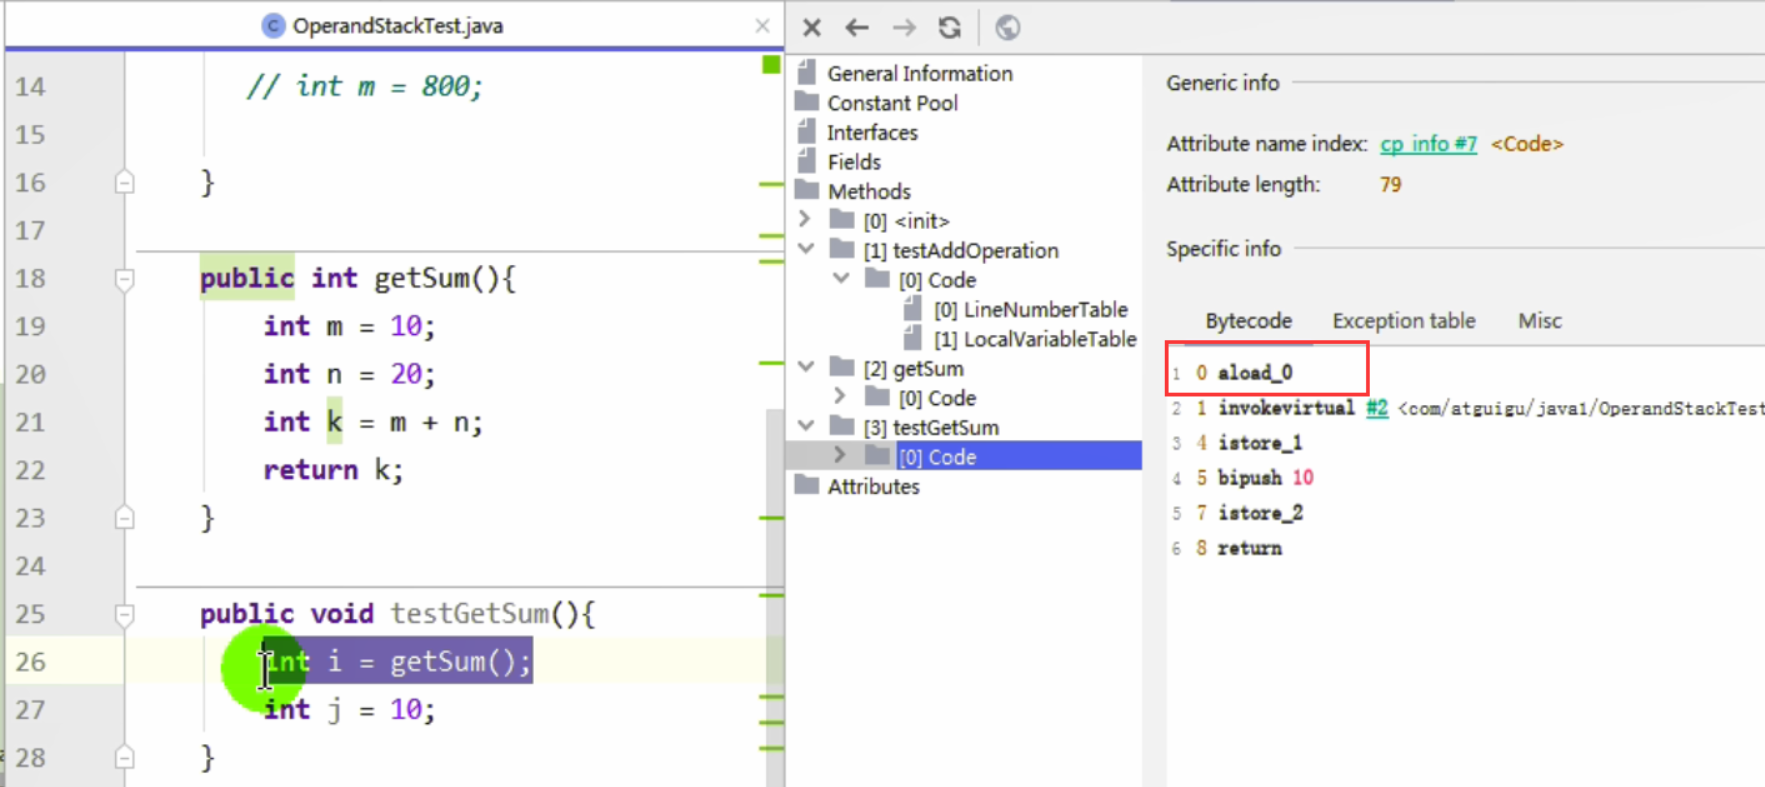 OperandStackTest.java
14 // int m = 800;
15
16 }
17
18 public int getSum(){
19 int m = 10;
20 int n = 20;
21 int k = m + n;
22 return k;
23 }
24
25 public void testGetSum(){
26 int i = getSum();
27 int j = 10;
28 }
General Information
Constant Pool
Interfaces
Fields
Methods
[0] <init>
[1] testAddOperation
[0] Code
[0] LineNumberTable
[1] LocalVariableTable
[2] getSum
[0] Code
[3] testGetSum
[0] Code
Attributes
Generic info
Attribute name index: cp info #7 <Code>
Attribute length: 79
Specific info
Bytecode Exception table Misc
1 0 aload_0
2 1 invokevirtual #2 <com/atguigu/java1/OperandStackTest
3 4 istore_1
4 5 bipush 10
5 7 istore_2
6 8 return